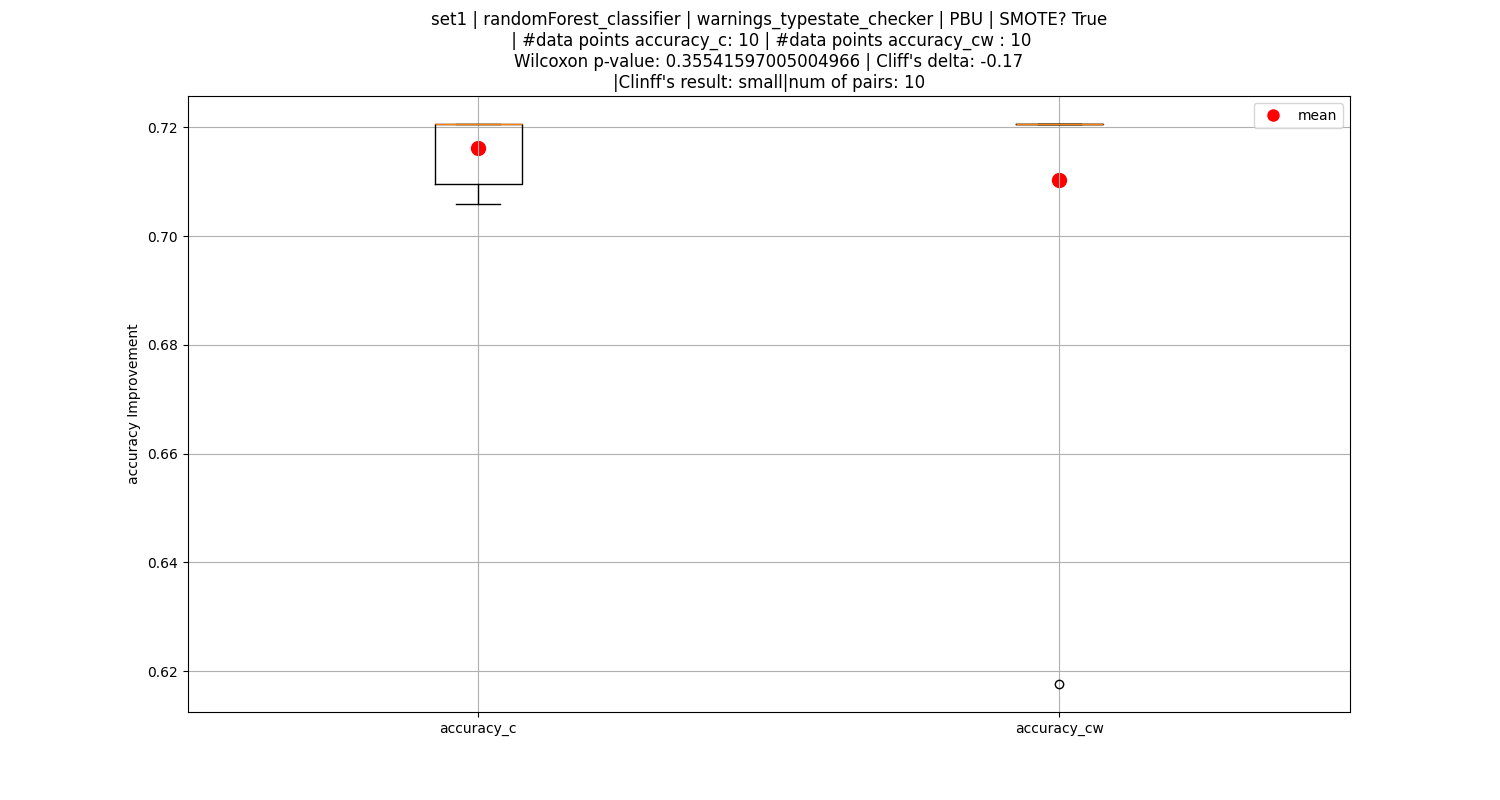 set1 | randomForest_classifier | warnings_typestate_checker | PBU | SMOTE? True
| #data points accuracy_c: 10 | #data points accuracy_cw : 10
Wilcoxon p-value: 0.35541597005004966 | Cliff's delta: -0.17
|Clinff's result: small|num of pairs: 10
mean
0.72
0.70
0.68
0.66
0.64
0.62
accuracy Improvement
accuracy_c
accuracy_cw